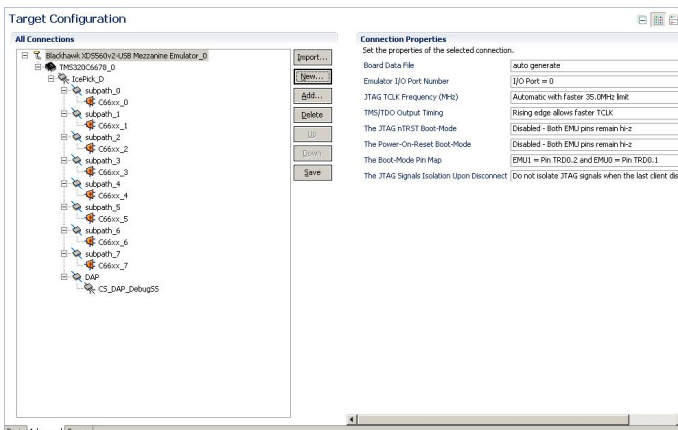 Target Configuration
All Connections
Blackhawk XDS560v2-USB Mezzanine Emulator_0
TMS320C6678_0
IcePick_D
subpath_0
C66xx_0
subpath_1
C66xx_1
subpath_2
C66xx_2
subpath_3
C66xx_3
subpath_4
C66xx_4
subpath_5
C66xx_5
subpath_6
C66xx_6
subpath_7
C66xx_7
DAP
CS_DAP_DebugSS
Import...
New...
Add...
Delete
Up
Down
Save
Connection Properties
Set the properties of the selected connection.
Board Data File auto generate
Emulator I/O Port Number I/O Port = 0
JTAG TCLK Frequency (MHz) Automatic with faster 35.0MHz limit
TMS/TDO Output Timing Rising edge allows faster TCLK
The JTAG nTRST Boot-Mode Disabled - Both EMU pins remain hi-z
The Power-On-Reset Boot-Mode Disabled - Both EMU pins remain hi-z
The Boot-Mode Pin Map EMU1 = Pin TRD0.2 and EMU0 = Pin TRD0.1
The JTAG Signals Isolation Upon Disconnect Do not isolate JTAG signals when the last client dis